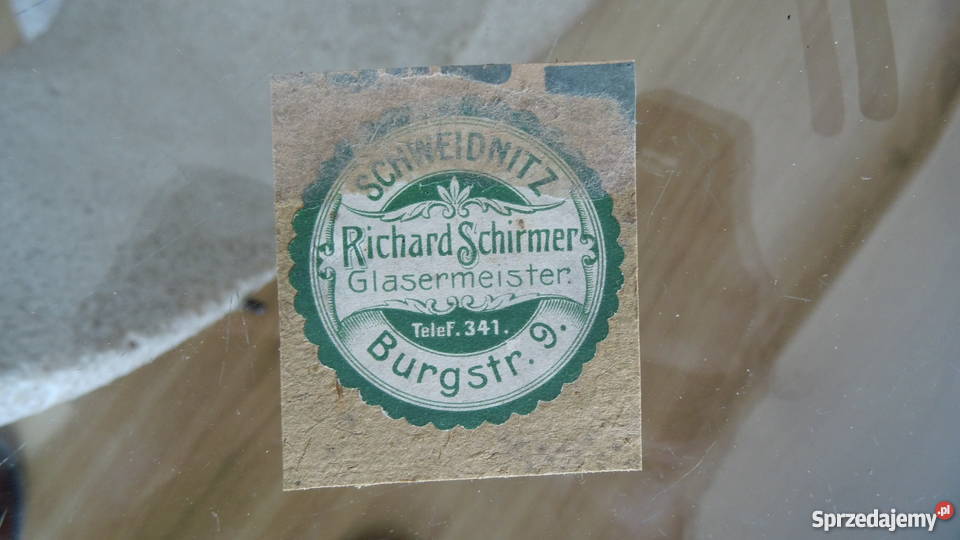 SCHWEIDNITZ
Richard Schirmer
Glasermeister.
Telef. 341.
Burgstr. 9.
Sprzedajemy.pl